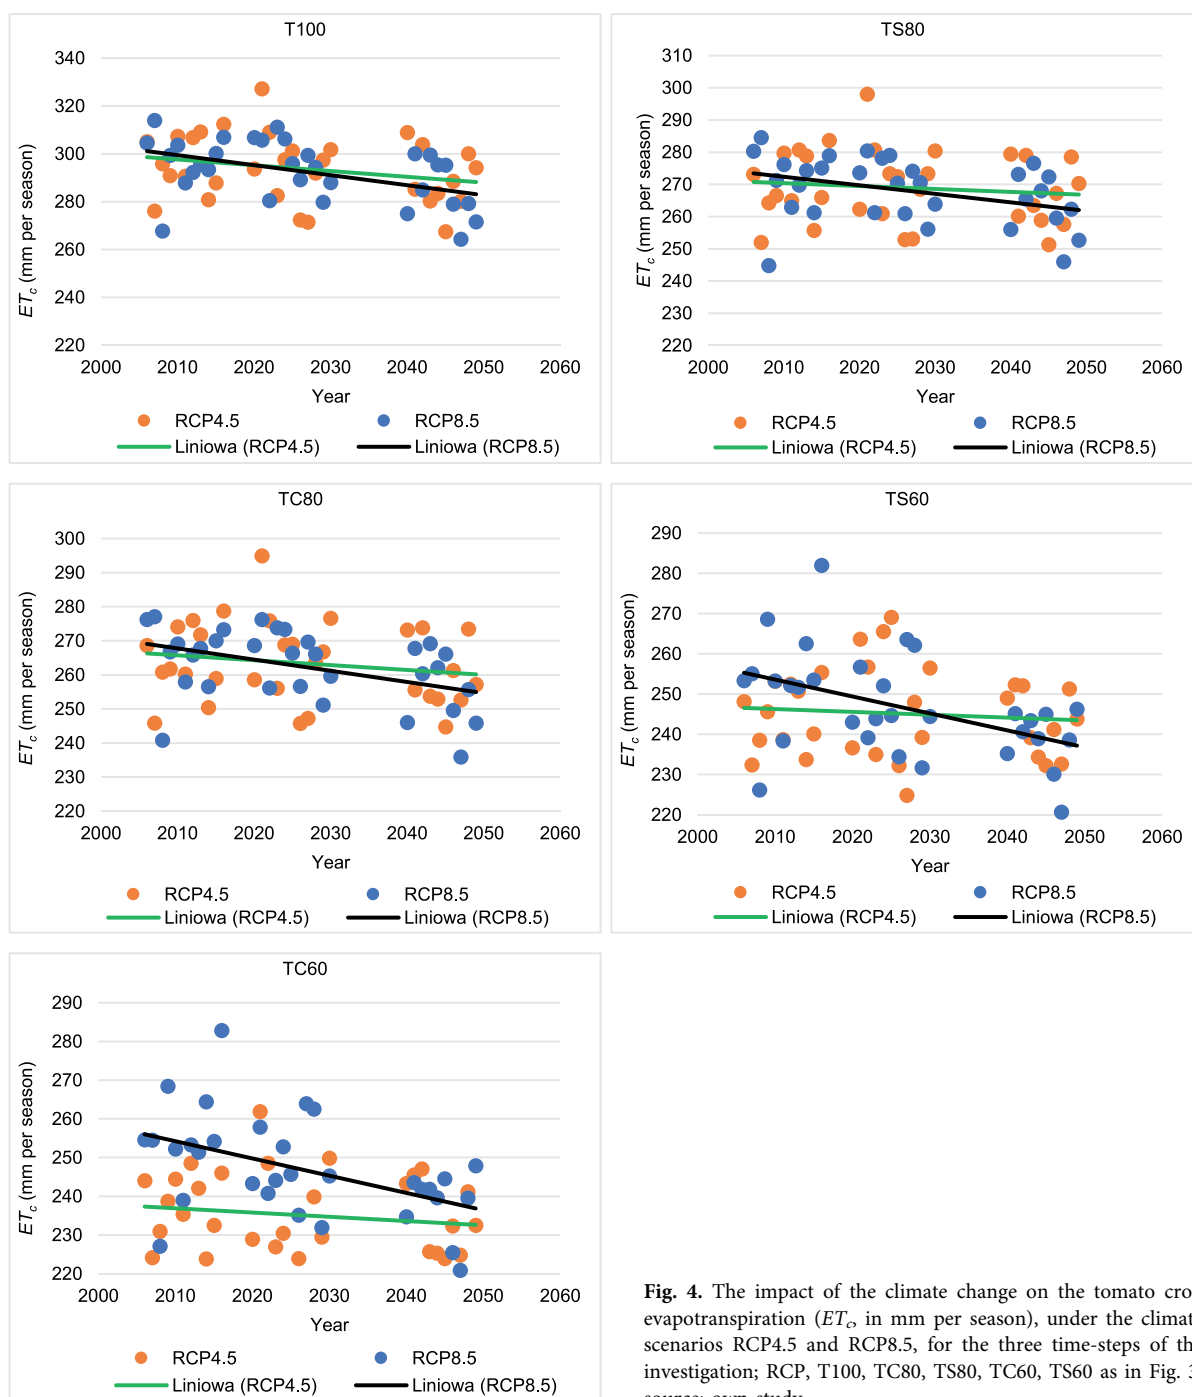 T100
340
320
300
280
260
240
220
ET_c (mm per season)
2000 2010 2020 2030 2040 2050 2060
Year
RCP4.5 RCP8.5
Liniowa (RCP4.5) Liniowa (RCP8.5)
TS80
310
300
290
280
270
260
250
240
230
220
ET_c (mm per season)
2000 2010 2020 2030 2040 2050 2060
Year
RCP4.5 RCP8.5
Liniowa (RCP4.5) Liniowa (RCP8.5)
TC80
300
290
280
270
260
250
240
230
220
ET_c (mm per season)
2000 2010 2020 2030 2040 2050 2060
Year
RCP4.5 RCP8.5
Liniowa (RCP4.5) Liniowa (RCP8.5)
TS60
290
280
270
260
250
240
230
220
ET_c (mm per season)
2000 2010 2020 2030 2040 2050 2060
Year
RCP4.5 RCP8.5
Liniowa (RCP4.5) Liniowa (RCP8.5)
TC60
290
280
270
260
250
240
230
220
ET_c (mm per season)
2000 2010 2020 2030 2040 2050 2060
Year
RCP4.5 RCP8.5
Liniowa (RCP4.5) Liniowa (RCP8.5)
Fig. 4. The impact of the climate change on the tomato cro
evapotranspiration (ET_c, in mm per season), under the climat
scenarios RCP4.5 and RCP8.5, for the three time-steps of th
investigation; RCP, T100, TC80, TS80, TC60, TS60 as in Fig. 3
source: own study